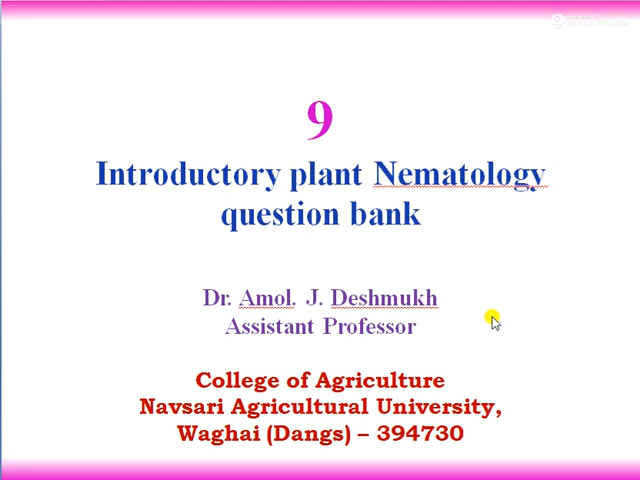 9
Introductory plant Nematology
question bank
Dr. Amol. J. Deshmukh
Assistant Professor
College of Agriculture
Navsari Agricultural University,
Waghai (Dangs) – 394730